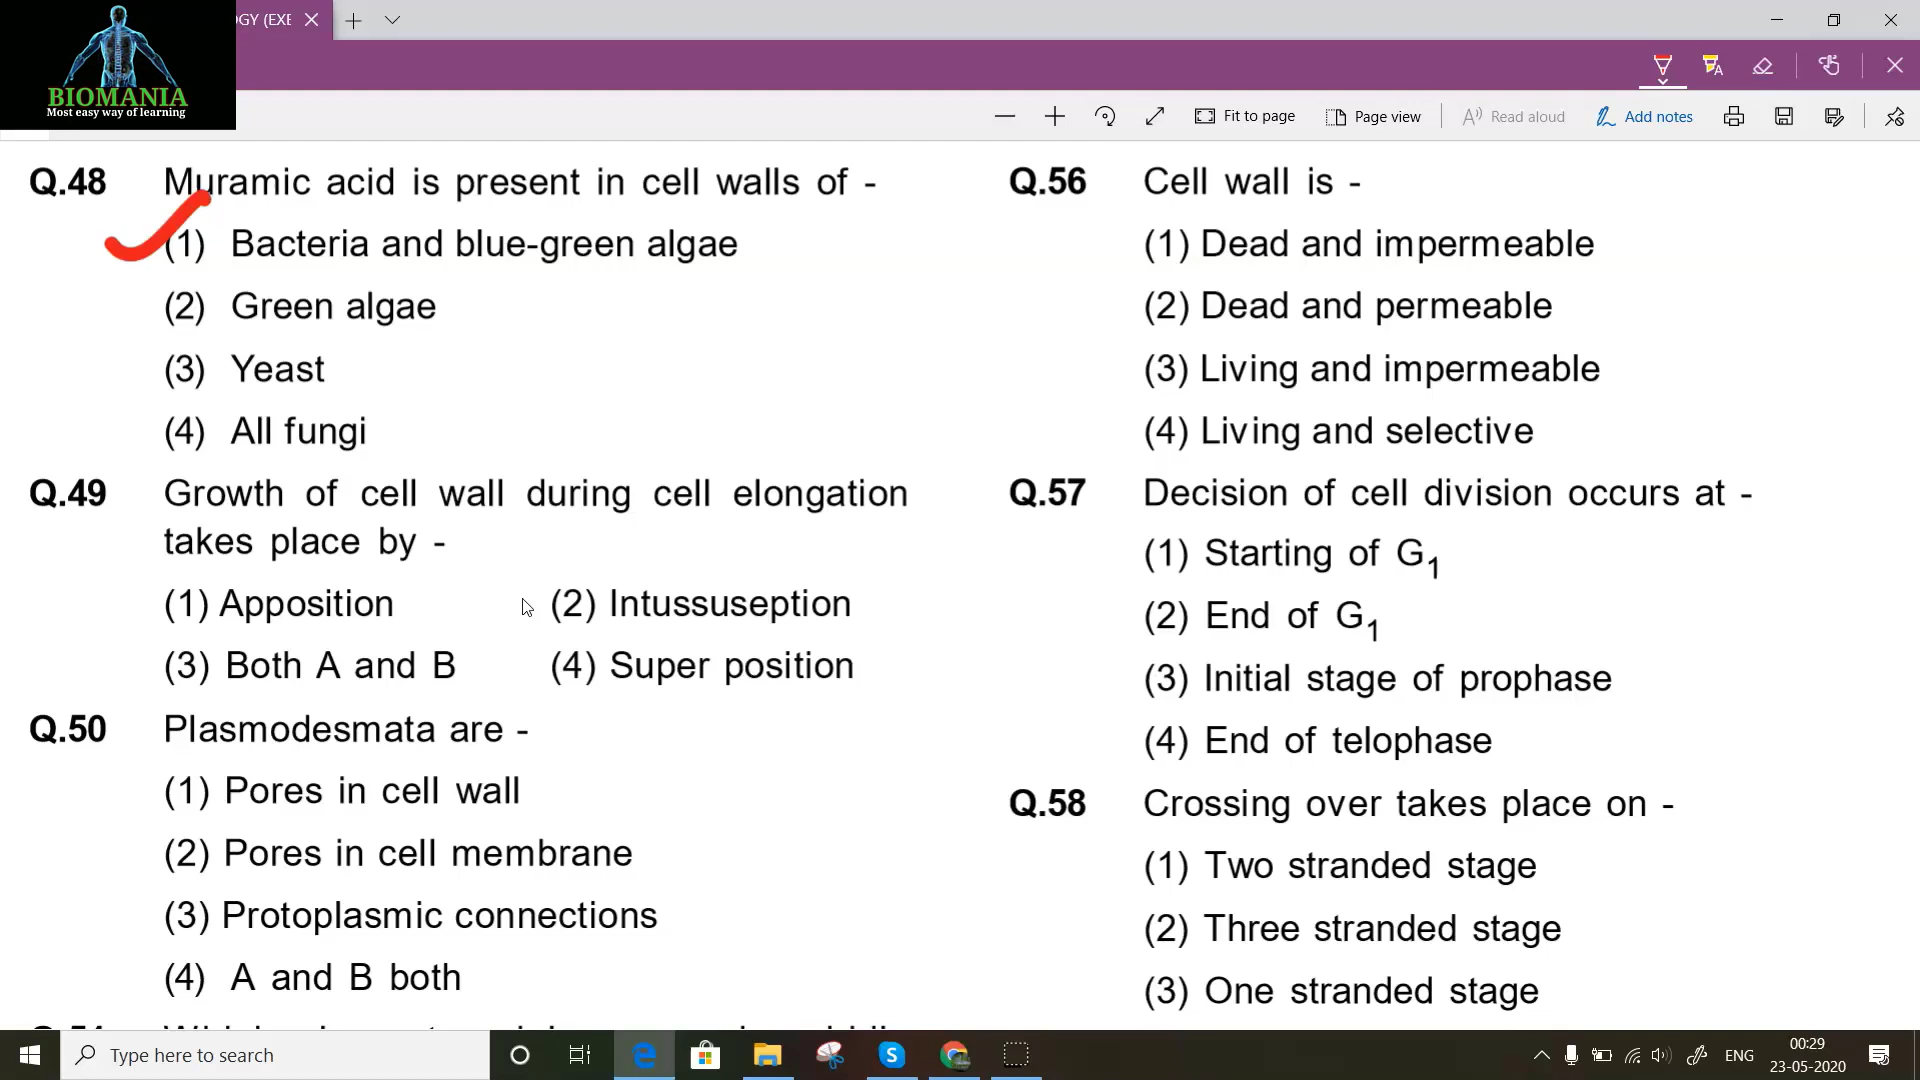 OGY (EXE
BIOMANIA
Most easy way of learning
Fit to page
Page view
Read aloud
Add notes
Q.48 Muramic acid is present in cell walls of -
(1) Bacteria and blue-green algae
(2) Green algae
(3) Yeast
(4) All fungi
Q.49 Growth of cell wall during cell elongation
takes place by -
(1) Apposition (2) Intussuseption
(3) Both A and B (4) Super position
Q.50 Plasmodesmata are -
(1) Pores in cell wall
(2) Pores in cell membrane
(3) Protoplasmic connections
(4) A and B both
Q.56 Cell wall is -
(1) Dead and impermeable
(2) Dead and permeable
(3) Living and impermeable
(4) Living and selective
Q.57 Decision of cell division occurs at -
(1) Starting of G1
(2) End of G1
(3) Initial stage of prophase
(4) End of telophase
Q.58 Crossing over takes place on -
(1) Two stranded stage
(2) Three stranded stage
(3) One stranded stage
Type here to search
ENG
00:29
23-05-2020